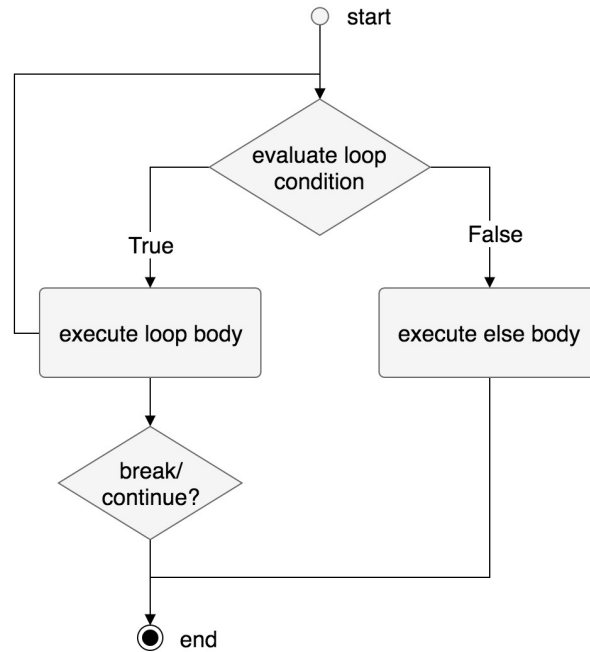 start
evaluate loop
condition
True
False
execute loop body
execute else body
break/
continue?
end